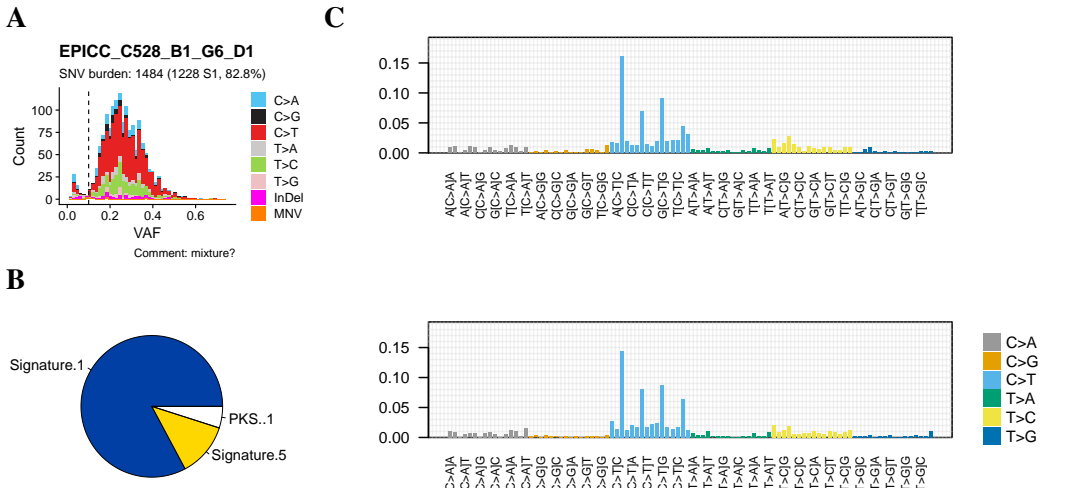 A
EPICC_C528_B1_G6_D1
SNV burden: 1484 (1228 S1, 82.8%)
Count
100
75
50
25
0
0.0 0.2 0.4 0.6
VAF
Comment: mixture?
C>A
C>G
C>T
T>A
T>C
T>G
InDel
MNV
B
Signature.1
PKS..1
Signature.5
C
0.15
0.10
0.05
0.00
A[C>A]A A[C>A]T C[C>A]G G[C>A]C T[C>A]A T[C>A]T A[C>G]G C[C>G]C G[C>G]A G[C>G]T T[C>G]G A[C>T]C C[C>T]A C[C>T]T G[C>T]G T[C>T]C A[T>A]A A[T>A]T C[T>A]G G[T>A]C T[T>A]A T[T>A]T A[T>C]G C[T>C]C G[T>C]A G[T>C]T T[T>C]G A[T>G]C C[T>G]A C[T>G]T G[T>G]G T[T>G]C
0.15
0.10
0.05
0.00
C>A]A C>A]T C>A]G C>A]C C>A]A C>A]T C>G]G C>G]C C>G]A C>G]T C>G]G C>T]C C>T]A C>T]T C>T]G C>T]C T>A]A T>A]T T>A]G T>A]C T>A]A T>A]T T>C]G T>C]C T>C]A T>C]T T>C]G T>G]C T>G]A T>G]T T>G]G T>G]C
C>A
C>G
C>T
T>A
T>C
T>G